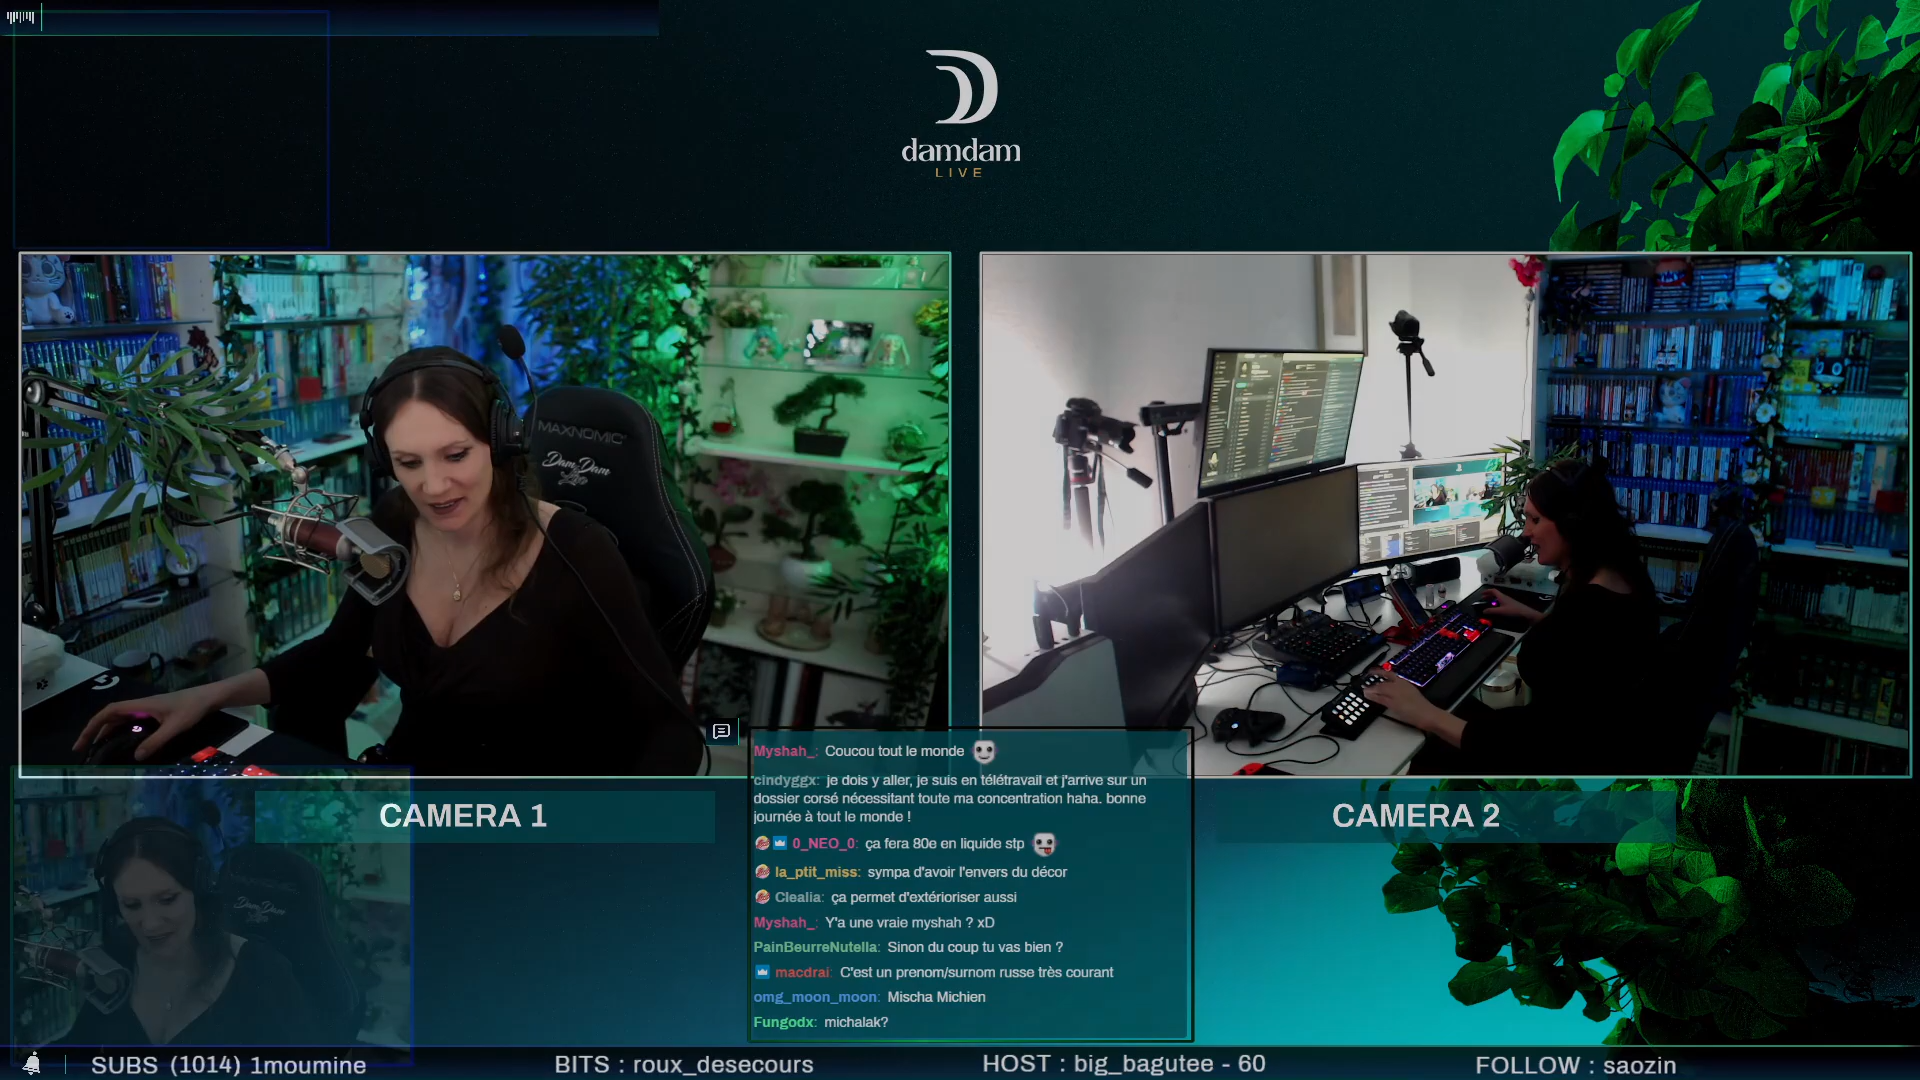 damdam
LIVE
MAXNOMIC
DamDam
Live
CAMERA 1
CAMERA 2
Myshah_: Coucou tout le monde
cindyggx: je dois y aller, je suis en télétravail et j'arrive sur un
dossier corsé nécessitant toute ma concentration haha. bonne
journée à tout le monde !
0_NEO_0: ça fera 80e en liquide stp
la_ptit_miss: sympa d'avoir l'envers du décor
Clealia: ça permet d'extérioriser aussi
Myshah_: Y'a une vraie myshah ? xD
PainBeurreNutella: Sinon du coup tu vas bien ?
macdrai: C'est un prenom/surnom russe très courant
omg_moon_moon: Mischa Michien
Fungodx: michalak?
SUBS (1014) 1moumine
BITS : roux_desecours
HOST : big_bagutee - 60
FOLLOW : saozin